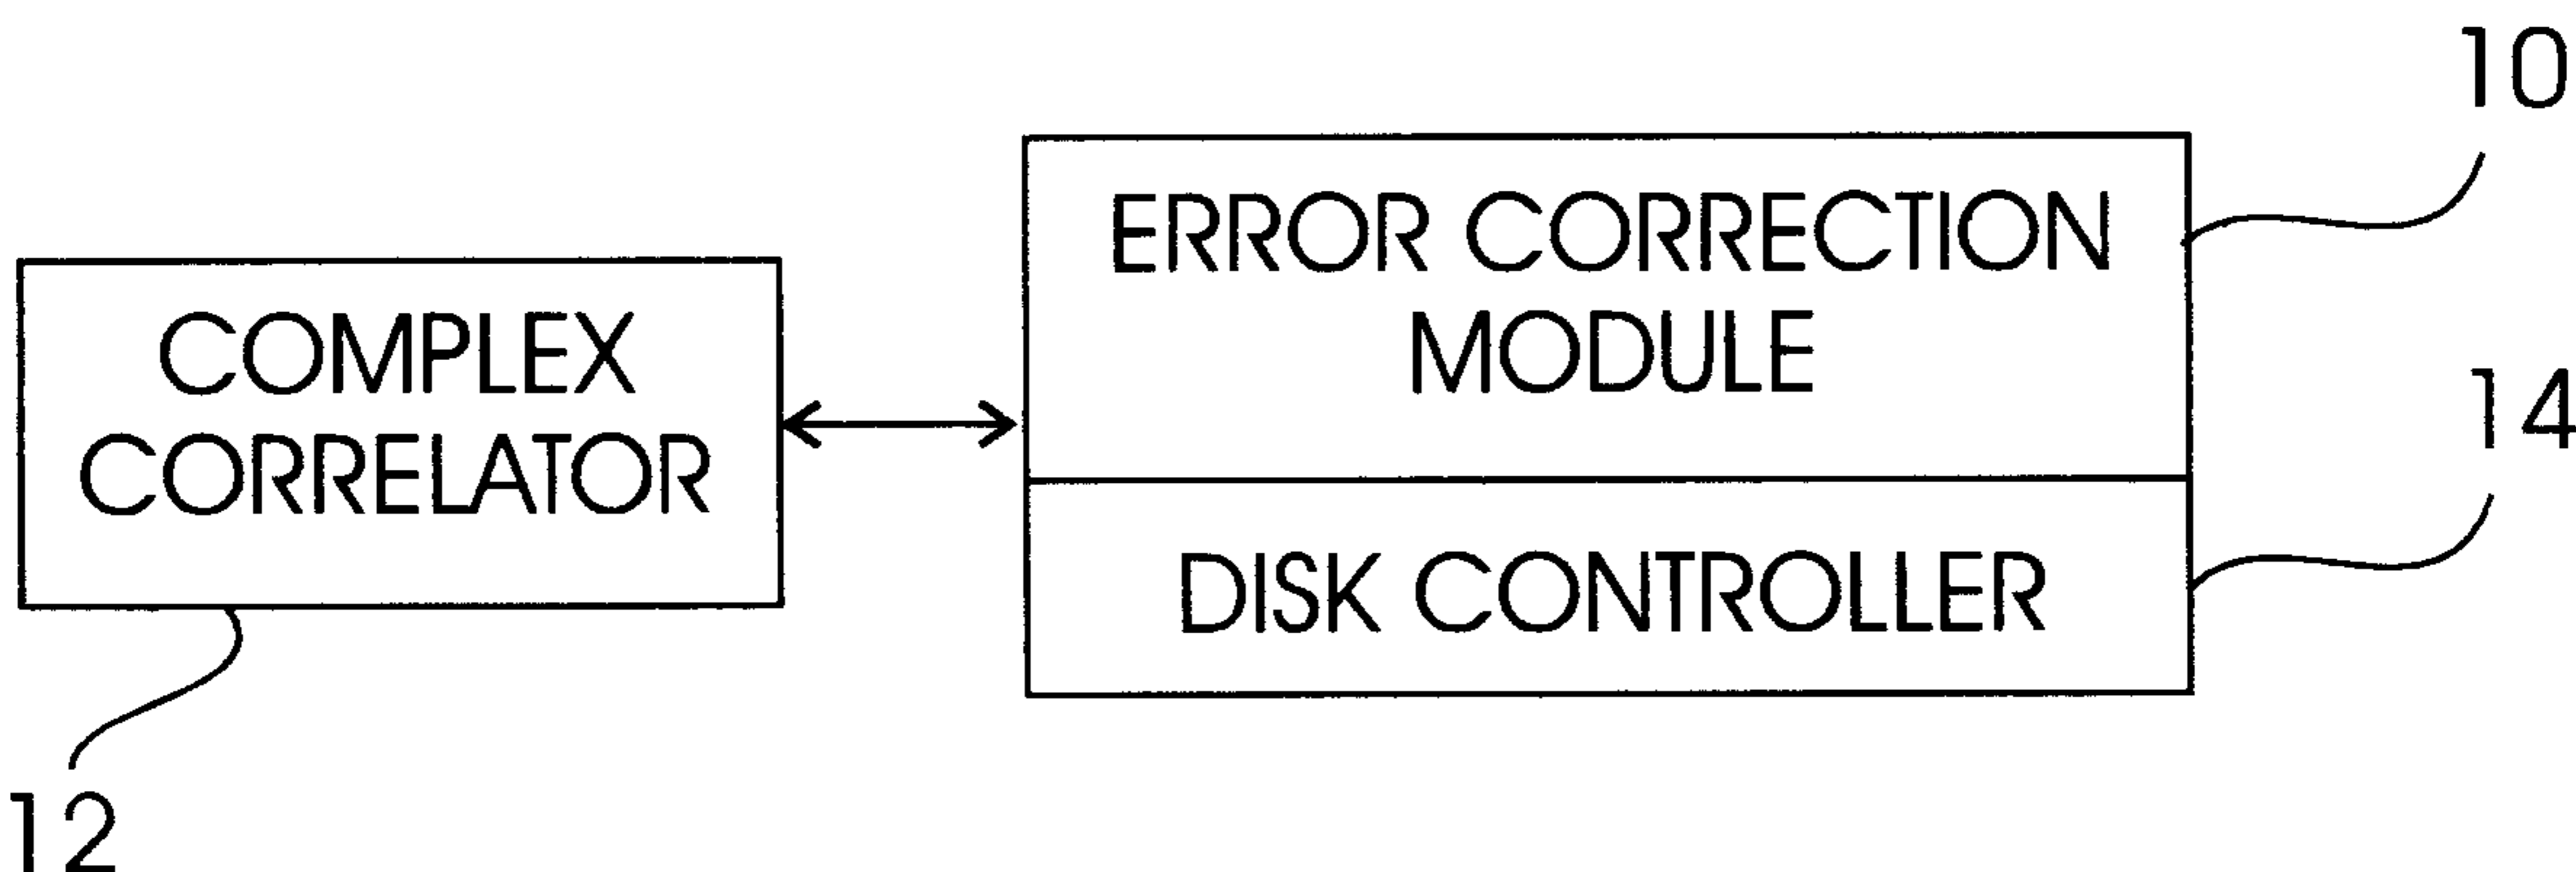 10
ERROR CORRECTION
MODULE
COMPLEX
CORRELATOR
14
DISK CONTROLLER
12